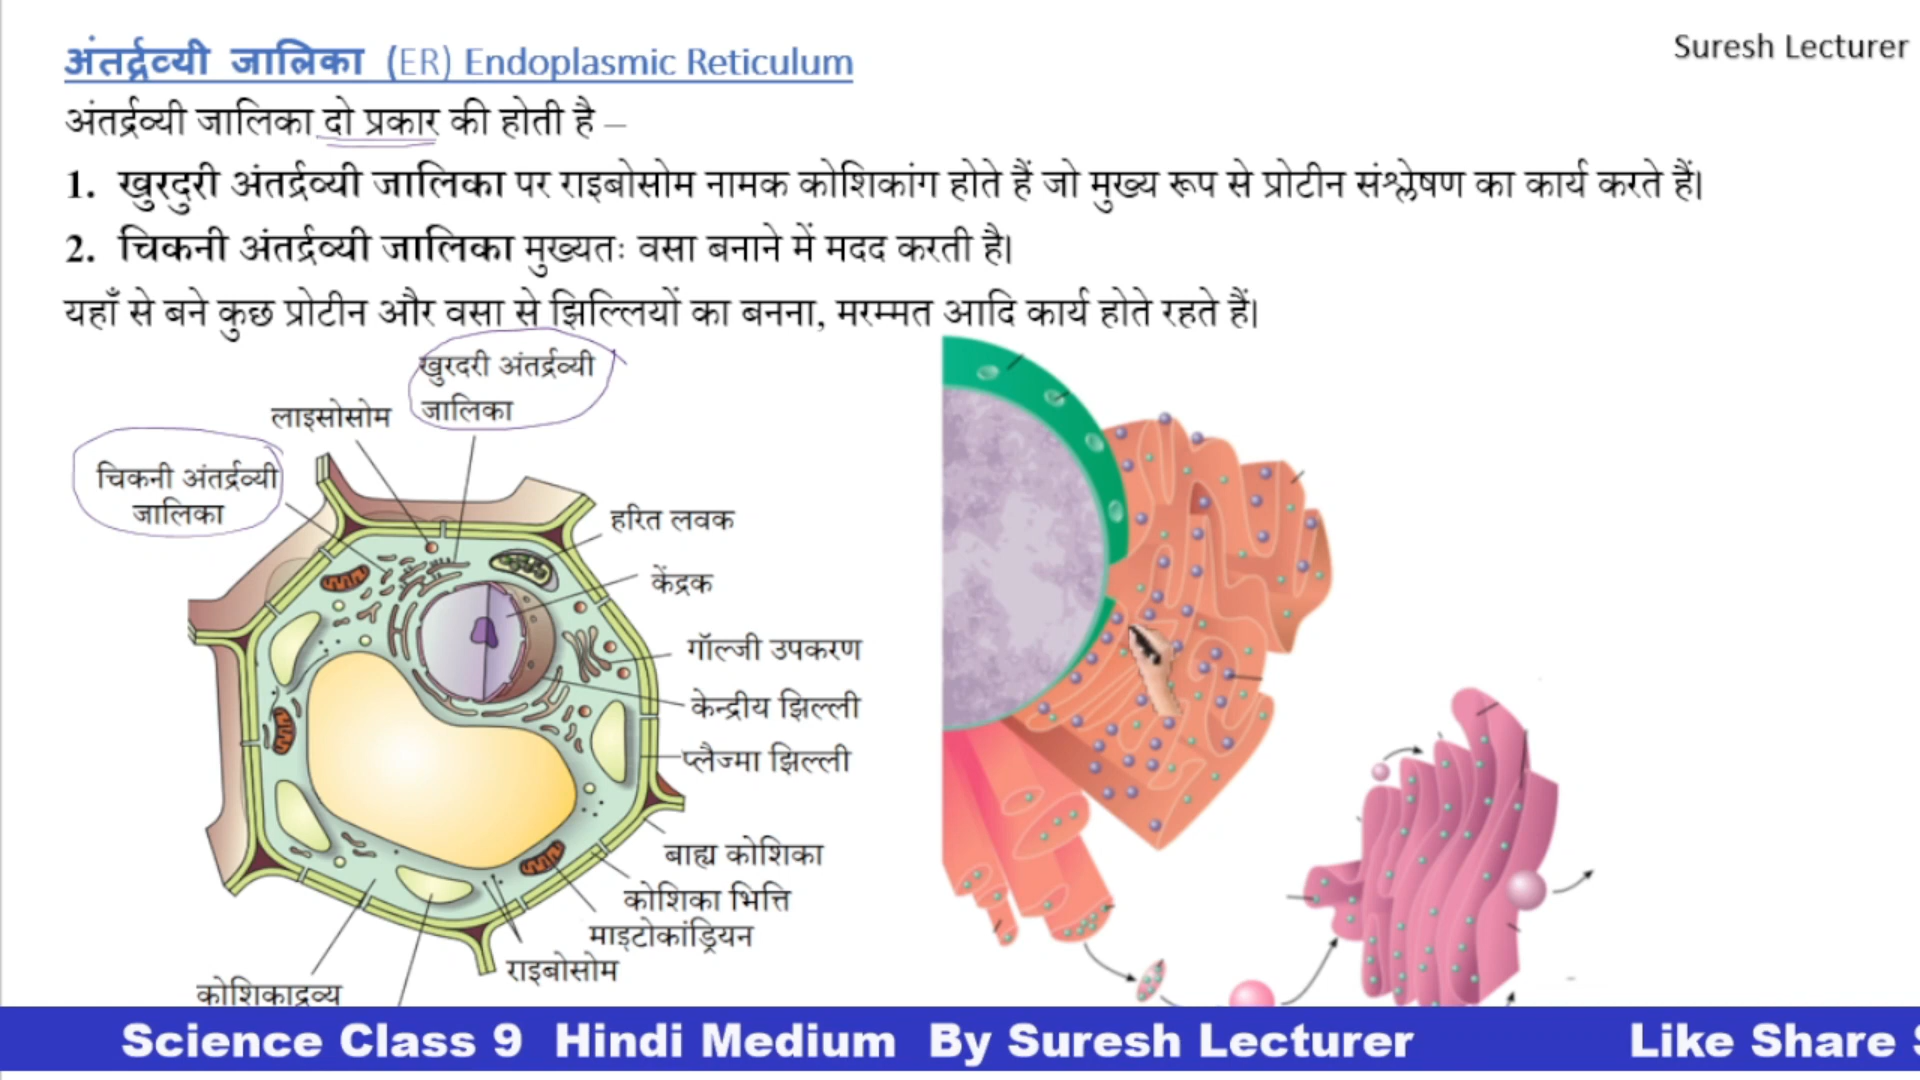 अंतर्द्रव्यी जालिका (ER) Endoplasmic Reticulum
Suresh Lecturer
अंतर्द्रव्यी जालिका दो प्रकार की होती है –
1. खुरदुरी अंतर्द्रव्यी जालिका पर राइबोसोम नामक कोशिकांग होते हैं जो मुख्य रूप से प्रोटीन संश्लेषण का कार्य करते हैं।
2. चिकनी अंतर्द्रव्यी जालिका मुख्यतः वसा बनाने में मदद करती है।
यहाँ से बने कुछ प्रोटीन और वसा से झिल्लियों का बनना, मरम्मत आदि कार्य होते रहते हैं।
खुरदरी अंतर्द्रव्यी
जालिका
लाइसोसोम
चिकनी अंतर्द्रव्यी
जालिका
हरित लवक
केंद्रक
गॉल्जी उपकरण
केन्द्रीय झिल्ली
प्लैज्मा झिल्ली
बाह्य कोशिका
कोशिका भित्ति
माइटोकांड्रियन
राइबोसोम
कोशिकाद्रव्य
Science Class 9 Hindi Medium By Suresh Lecturer
Like Share